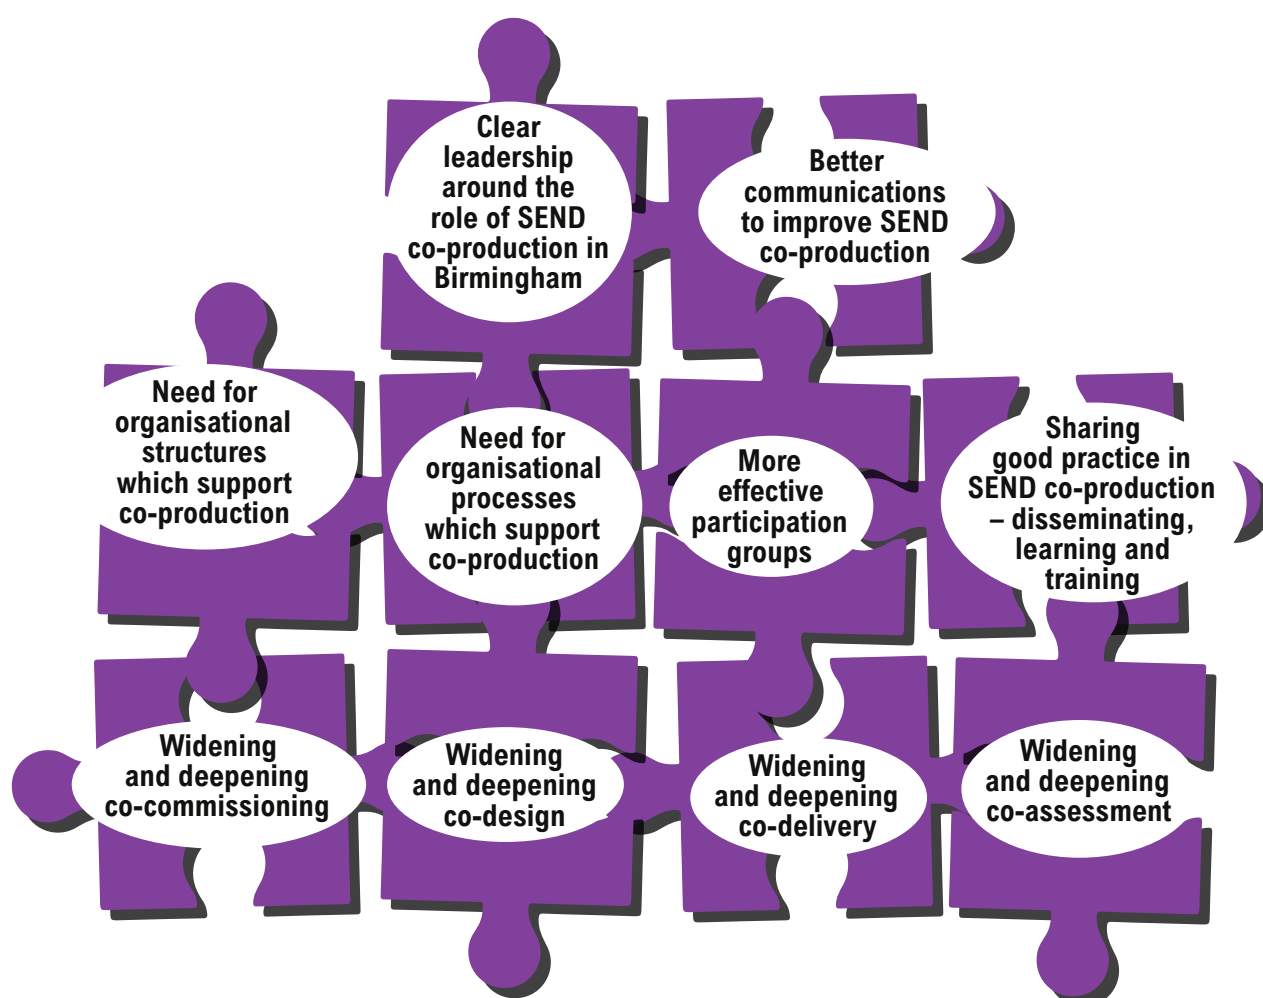 Clear
leadership
around the
role of SEND
co-production in
Birmingham
Better
communications
to improve SEND
co-production
Need for
organisational
structures
which support
co-production
Need for
organisational
processes
which support
co-production
More
effective
participation
groups
Sharing
good practice in
SEND co-production
– disseminating,
learning and
training
Widening
and deepening
co-commissioning
Widening
and deepening
co-design
Widening
and deepening
co-delivery
Widening
and deepening
co-assessment